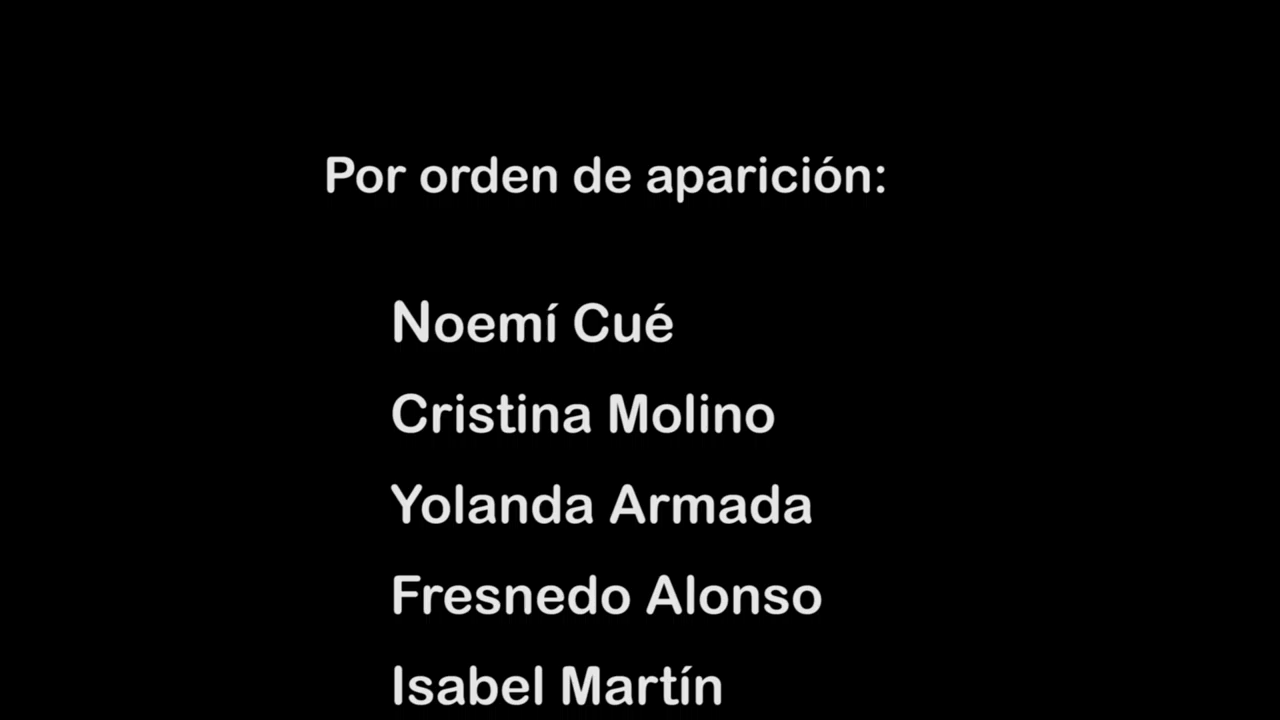 Por orden de aparición:
Noemí Cué
Cristina Molino
Yolanda Armada
Fresnedo Alonso
Isabel Martín